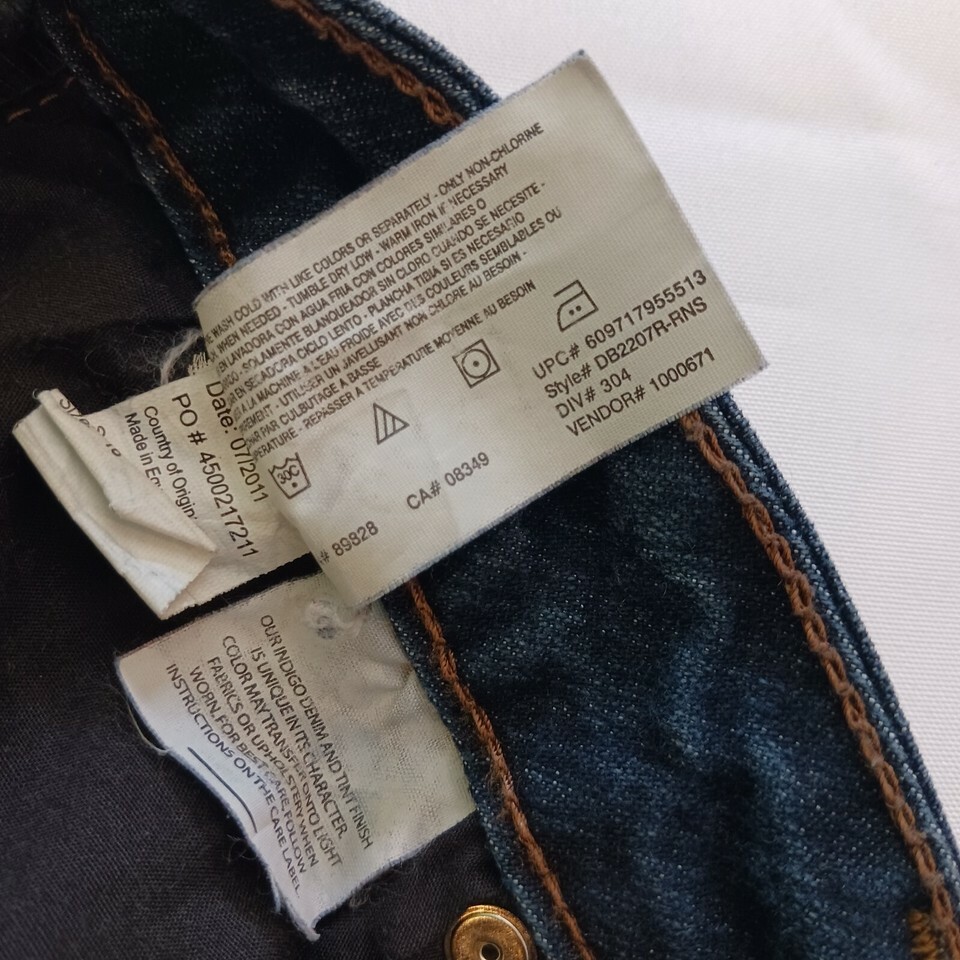 WASH COLD WITH LIKE COLORS OR SEPARATELY - ONLY NON-CHLORINE
WHEN NEEDED - TUMBLE DRY LOW - WARM IRON IF NECESSARY
EN LAVADORA CON AGUA FRIA CON COLORES SIMILARES O
SOLAMENTE BLANQUEADOR SIN CLORO CUANDO SE NECESITE -
EN SECADORA CICLO LENTO - PLANCHA TIBIA SI ES NECESARIO
A LA MACHINE A L'EAU FROIDE AVEC DES COULEURS SEMBLABLES OU
UTILISER UN JAVELLISANT NON CHLORE AU BESOIN -
PAR CULBUTAGE A BASSE
REPASSER A TEMPERATURE MOYENNE AU BESOIN
30C
UPC# 609717955513
Style# DB2207R-RNS
DIV# 304
VENDOR# 1000671
CA# 08349
89828
Date: 07/2011
PO # 4500217211
Country of Origin:
Made in
OUR INDIGO DENIM AND TINT FINISH
IS UNIQUE IN ITS CHARACTER.
COLOR MAY TRANSFER ONTO LIGHT
FABRICS OR UPHOLSTERY WHEN
WORN. FOR BEST CARE, FOLLOW
INSTRUCTIONS ON THE CARE LABEL.